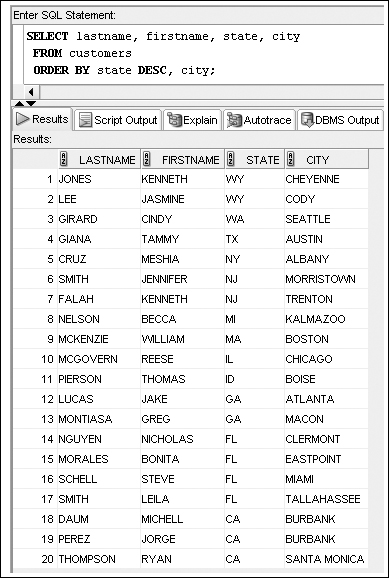 Enter SQL Statement:
SELECT lastname, firstname, state, city
FROM customers
ORDER BY state DESC, city;
Results Script Output Explain Autotrace DBMS Output
Results:
LASTNAME FIRSTNAME STATE CITY
1 JONES KENNETH WY CHEYENNE
2 LEE JASMINE WY CODY
3 GIRARD CINDY WA SEATTLE
4 GIANA TAMMY TX AUSTIN
5 CRUZ MESHIA NY ALBANY
6 SMITH JENNIFER NJ MORRISTOWN
7 FALAH KENNETH NJ TRENTON
8 NELSON BECCA MI KALMAZOO
9 MCKENZIE WILLIAM MA BOSTON
10 MCGOVERN REESE IL CHICAGO
11 PIERSON THOMAS ID BOISE
12 LUCAS JAKE GA ATLANTA
13 MONTIASA GREG GA MACON
14 NGUYEN NICHOLAS FL CLERMONT
15 MORALES BONITA FL EASTPOINT
16 SCHELL STEVE FL MIAMI
17 SMITH LEILA FL TALLAHASSEE
18 DAUM MICHELL CA BURBANK
19 PEREZ JORGE CA BURBANK
20 THOMPSON RYAN CA SANTA MONICA